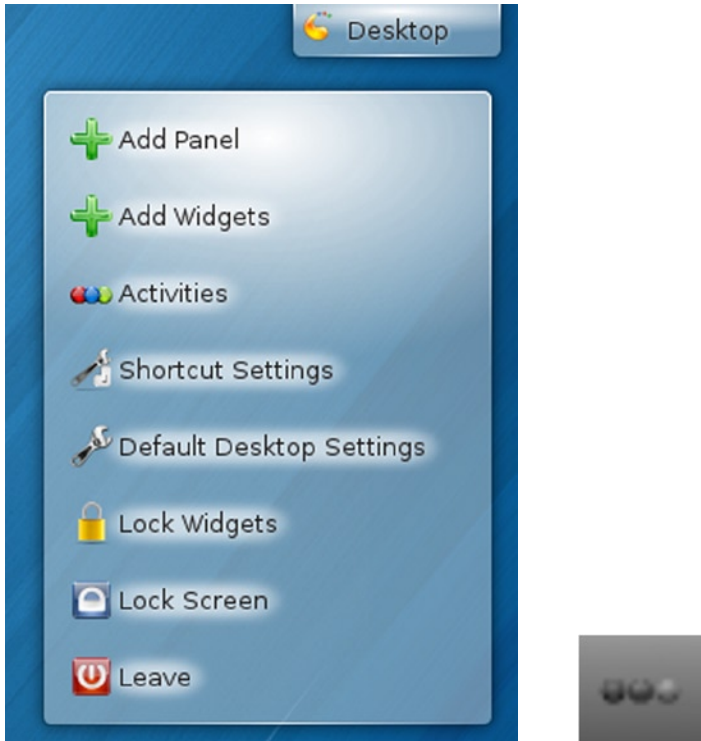 Desktop
Add Panel
Add Widgets
Activities
Shortcut Settings
Default Desktop Settings
Lock Widgets
Lock Screen
Leave